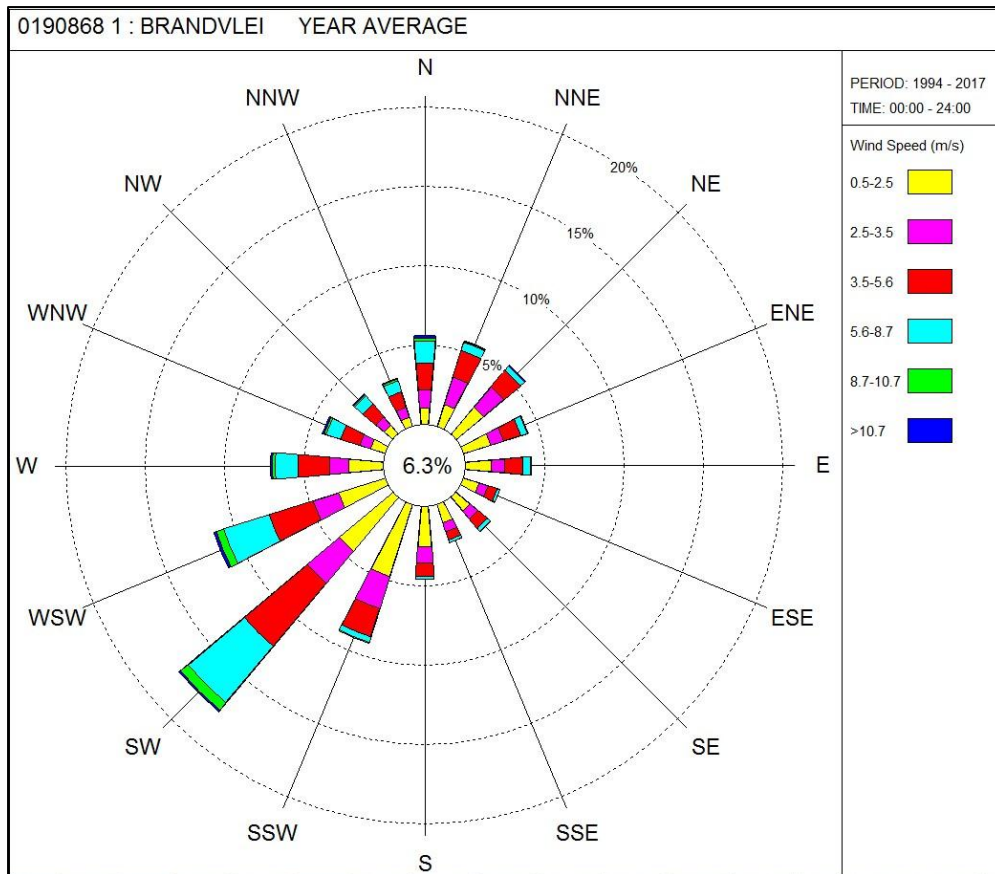 0190868 1 : BRANDVLEI YEAR AVERAGE
PERIOD: 1994 - 2017
TIME: 00:00 - 24:00
Wind Speed (m/s)
0.5-2.5
2.5-3.5
3.5-5.6
5.6-8.7
8.7-10.7
>10.7
N
NNW
NNE
20%
NW
NE
15%
10%
WNW
ENE
5%
W
6.3%
E
WSW
ESE
SW
SE
SSW
SSE
S